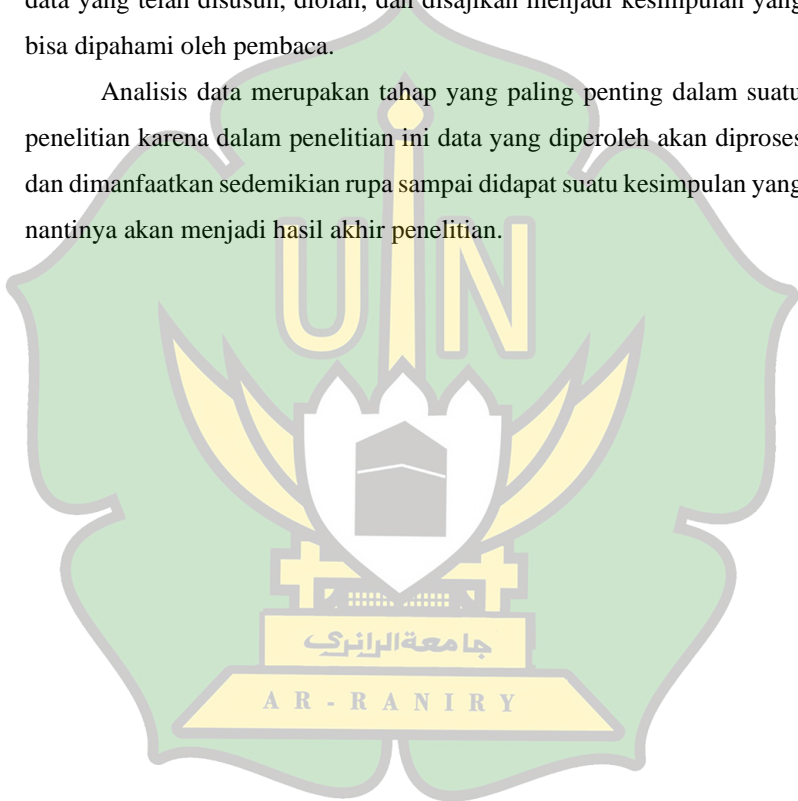 data yang telah disusun, diolah, dan disajikan menjadi kesimpulan yang
bisa dipahami oleh pembaca.
Analisis data merupakan tahap yang paling penting dalam suatu
penelitian karena dalam penelitian ini data yang diperoleh akan diproses
dan dimanfaatkan sedemikian rupa sampai didapat suatu kesimpulan yang
nantinya akan menjadi hasil akhir penelitian.
UIN
جامعة الرانري
AR-RANIRY